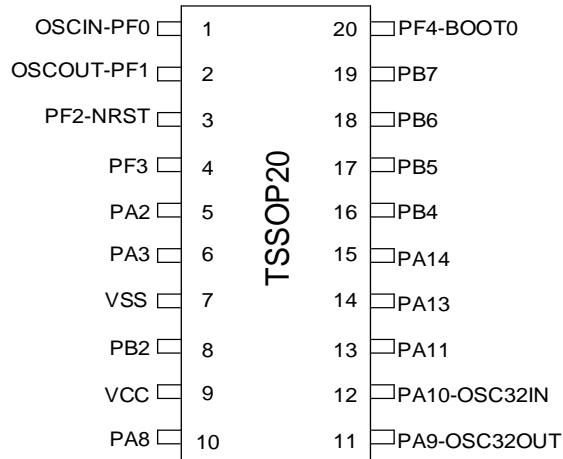 OSCIN-PF0 1 20 PF4-BOOT0
OSCOUT-PF1 2 19 PB7
PF2-NRST 3 18 PB6
PF3 4 17 PB5
PA2 5 16 PB4
PA3 6 15 PA14
VSS 7 14 PA13
PB2 8 13 PA11
VCC 9 12 PA10-OSC32IN
PA8 10 11 PA9-OSC32OUT
TSSOP20